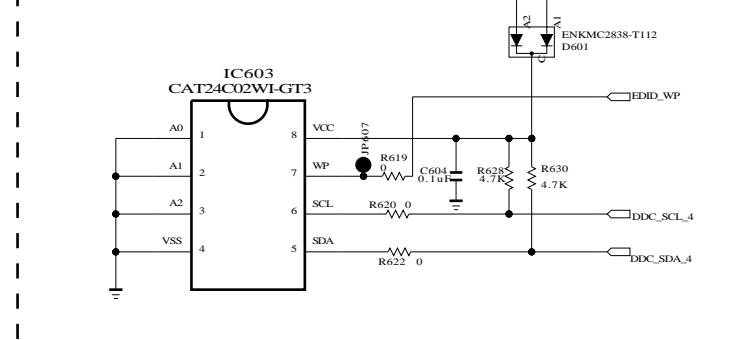 A2
A1
ENKMC2838-T112
D601
C
IC603
CAT24C02WI-GT3
EDID_WP
A0
1
8
VCC
JP607
A1
2
7
WP
R619
0
C604
0.1uF
R628
4.7K
R630
4.7K
A2
3
6
SCL
R620 0
DDC_SCL_4
VSS
4
5
SDA
R622 0
DDC_SDA_4